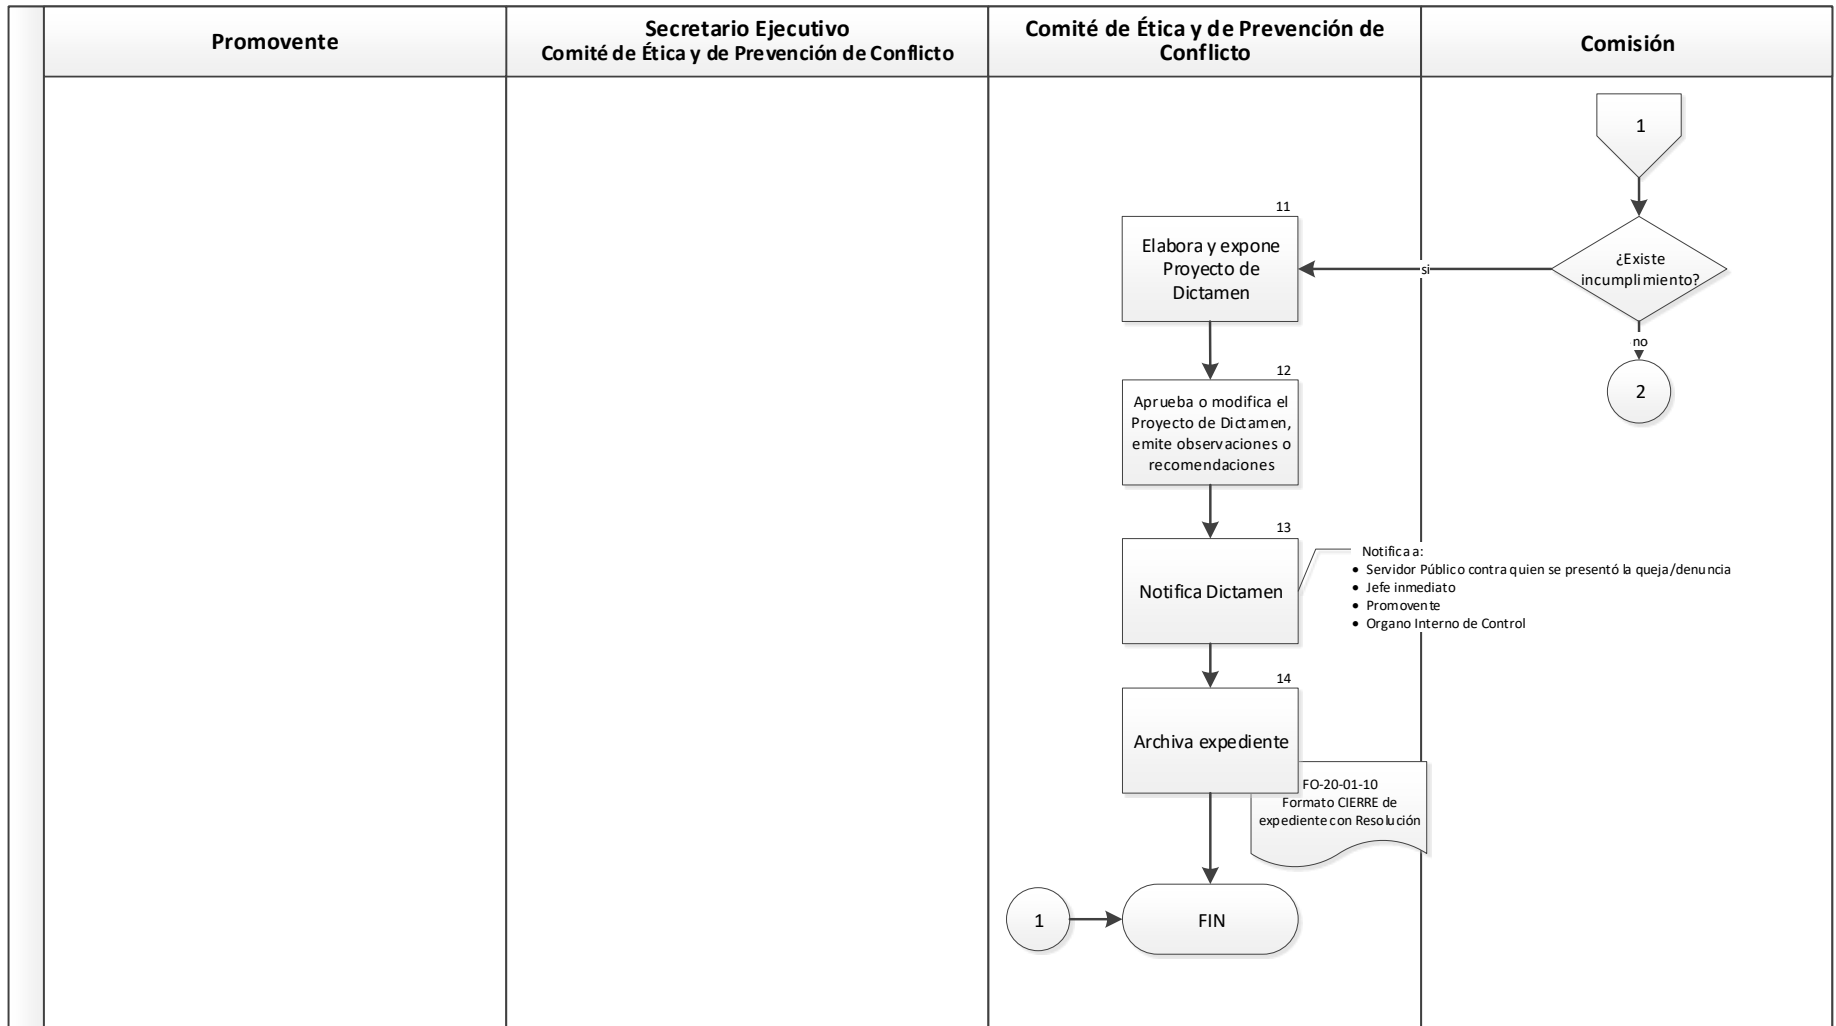 Promovente
Secretario Ejecutivo
Comité de Ética y de Prevención de Conflicto
Comité de Ética y de Prevención de
Conflicto
Comisión
1
¿Existe
incumplimiento?
si
no
2
11
Elabora y expone
Proyecto de
Dictamen
12
Aprueba o modifica el
Proyecto de Dictamen,
emite observaciones o
recomendaciones
13
Notifica Dictamen
Notifica a:
• Servidor Público contra quien se presentó la queja/denuncia
• Jefe inmediato
• Promovente
• Organo Interno de Control
14
Archiva expediente
FO-20-01-10
Formato CIERRE de
expediente con Resolución
1
FIN